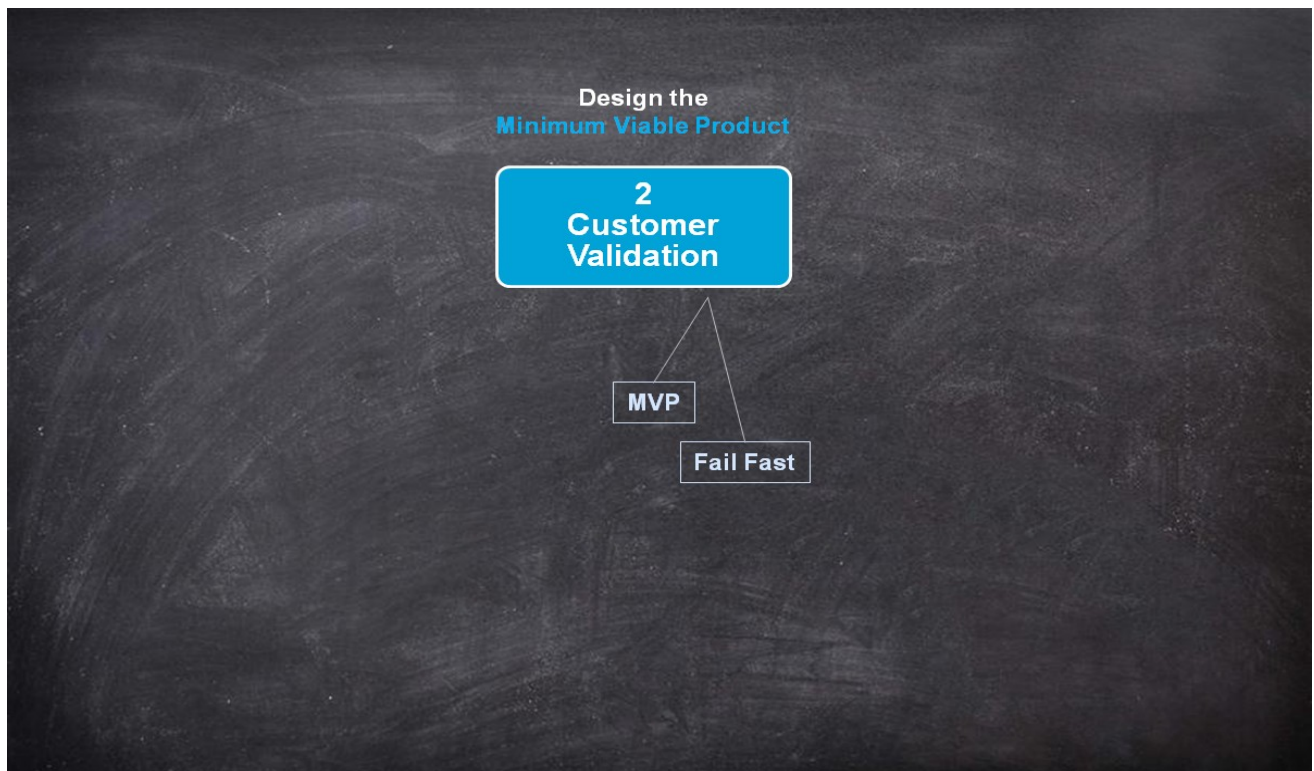 Design the
Minimum Viable Product
2
Customer
Validation
MVP
Fail Fast